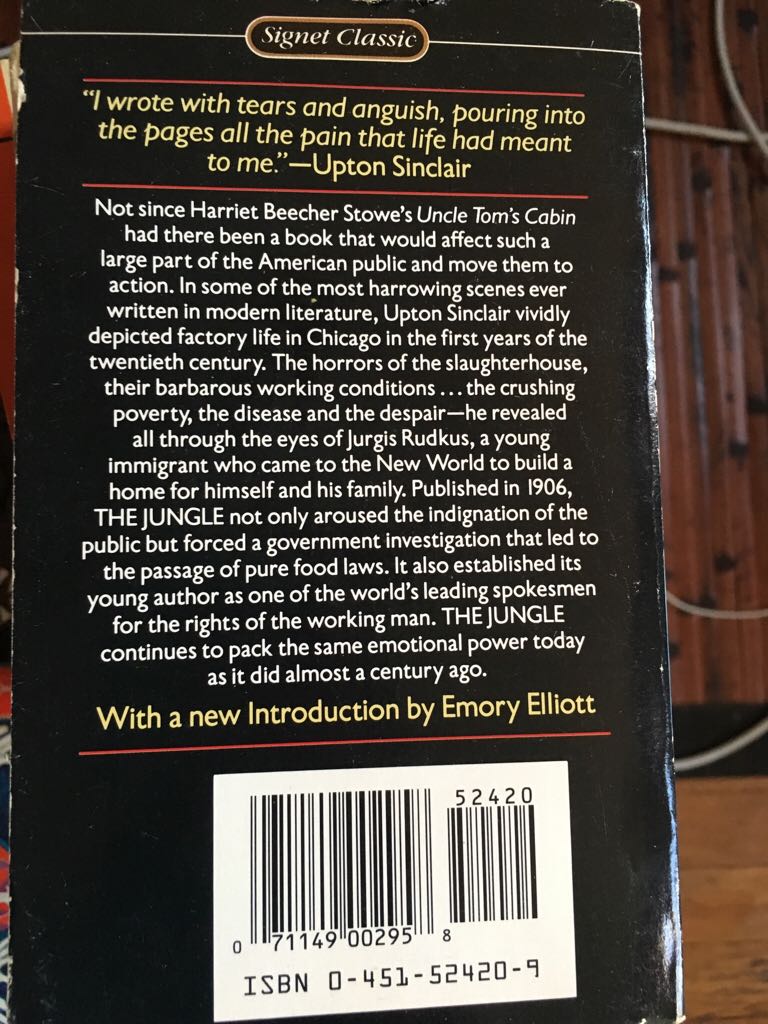 Signet Classic
“I wrote with tears and anguish, pouring into
the pages all the pain that life had meant
to me.”—Upton Sinclair
Not since Harriet Beecher Stowe’s Uncle Tom’s Cabin
had there been a book that would affect such a
large part of the American public and move them to
action. In some of the most harrowing scenes ever
written in modern literature, Upton Sinclair vividly
depicted factory life in Chicago in the first years of the
twentieth century. The horrors of the slaughterhouse,
their barbarous working conditions...the crushing
poverty, the disease and the despair—he revealed
all through the eyes of Jurgis Rudkus, a young
immigrant who came to the New World to build a
home for himself and his family. Published in 1906,
THE JUNGLE not only aroused the indignation of the
public but forced a government investigation that led to
the passage of pure food laws. It also established its
young author as one of the world’s leading spokesmen
for the rights of the working man. THE JUNGLE
continues to pack the same emotional power today
as it did almost a century ago.
With a new Introduction by Emory Elliott
52420
0 71149 00295 8
ISBN 0-451-52420-9